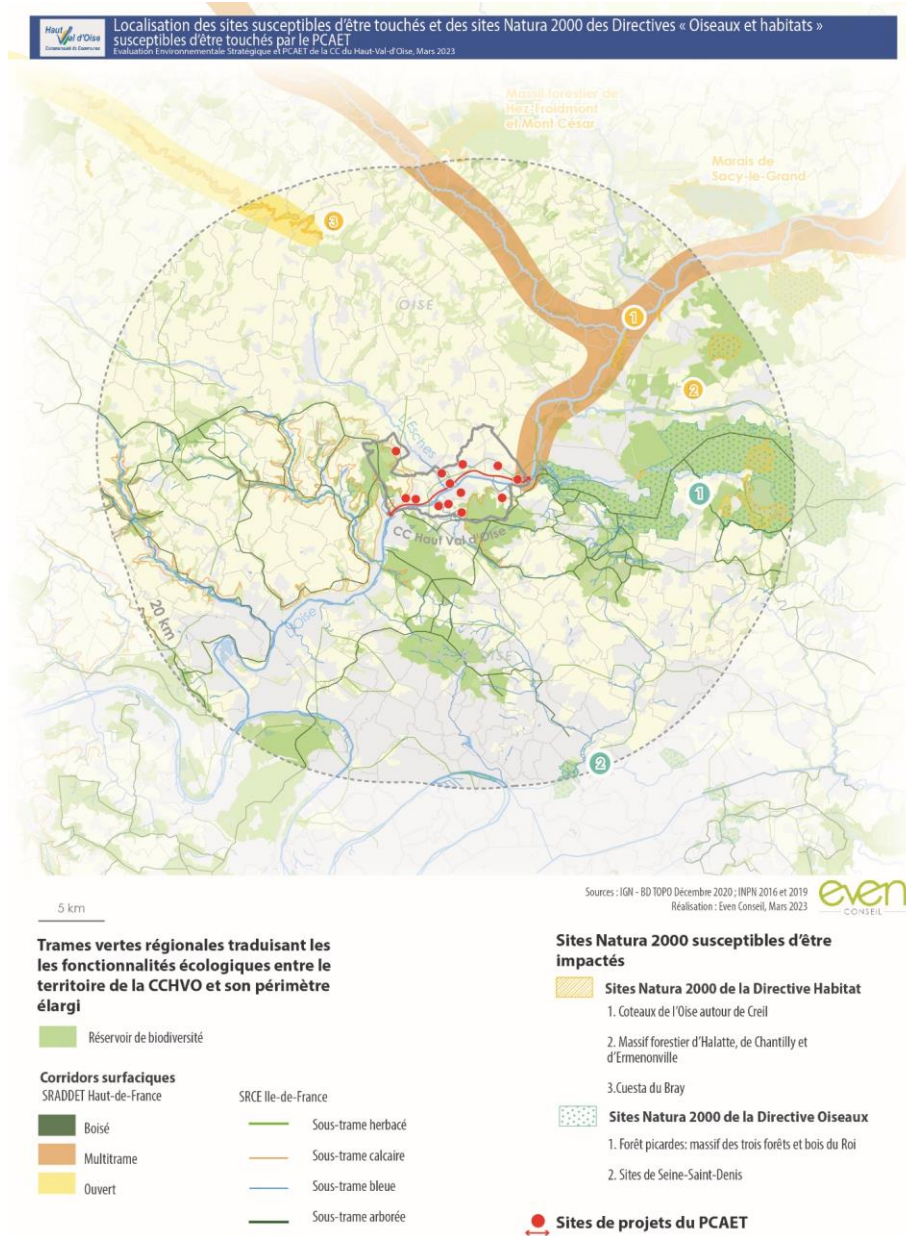 Haut Val d'Oise
Communauté de Communes
Localisation des sites susceptibles d'être touchés et des sites Natura 2000 des Directives « Oiseaux et habitats »
susceptibles d'être touchés par le PCAET
Evaluation Environnementale Stratégique et PCAET de la CC du Haut-Val-d'Oise, Mars 2023
Massif forestier de
Hez-Froidmont
et Mont César
Marais de
Sacy-le-Grand
3
OISE
1
2
Esches
1
CC Haut Val d'Oise
20 km
L'Oise
OISE
2
5 km
Sources : IGN - BD TOPO Décembre 2020 ; INPN 2016 et 2019
Réalisation : Even Conseil, Mars 2023
even
CONSEIL
Trames vertes régionales traduisant les
les fonctionnalités écologiques entre le
territoire de la CCHVO et son périmètre
élargi
Réservoir de biodiversité
Corridors surfaciques
SRADDET Haut-de-France
Boisé
Multitrame
Ouvert
SRCE Ile-de-France
Sous-trame herbacé
Sous-trame calcaire
Sous-trame bleue
Sous-trame arborée
Sites Natura 2000 susceptibles d'être
impactés
Sites Natura 2000 de la Directive Habitat
1. Coteaux de l'Oise autour de Creil
2. Massif forestier d'Halatte, de Chantilly et
d'Ermenonville
3.Cuesta du Bray
Sites Natura 2000 de la Directive Oiseaux
1. Forêt picardes: massif des trois forêts et bois du Roi
2. Sites de Seine-Saint-Denis
Sites de projets du PCAET